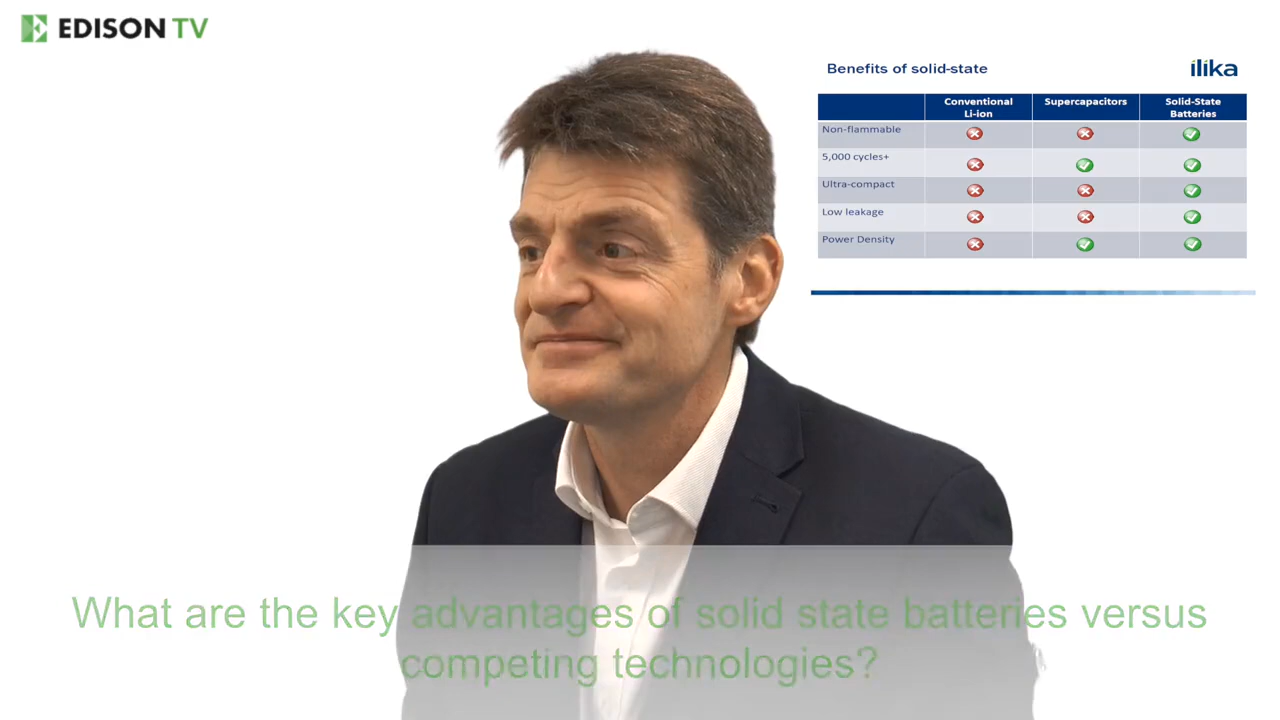 EDISON TV
Benefits of solid-state
ilika
Conventional
Li-ion
Supercapacitors
Solid-State
Batteries
Non-flammable
5,000 cycles+
Ultra-compact
Low leakage
Power Density
What are the key advantages of solid state batteries versus
competing technologies?